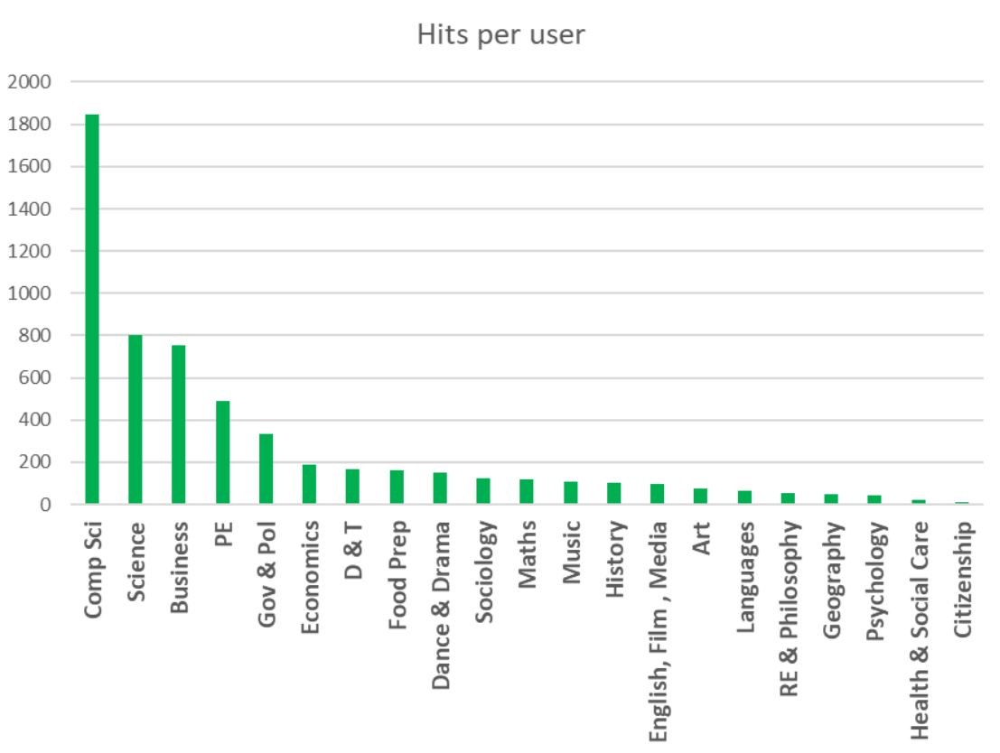 Hits per user
2000
1800
1600
1400
1200
1000
800
600
400
200
0
Comp Sci
Science
Business
PE
Gov & Pol
Economics
D & T
Food Prep
Dance & Drama
Sociology
Maths
Music
History
English, Film , Media
Art
Languages
RE & Philosophy
Geography
Psychology
Health & Social Care
Citizenship